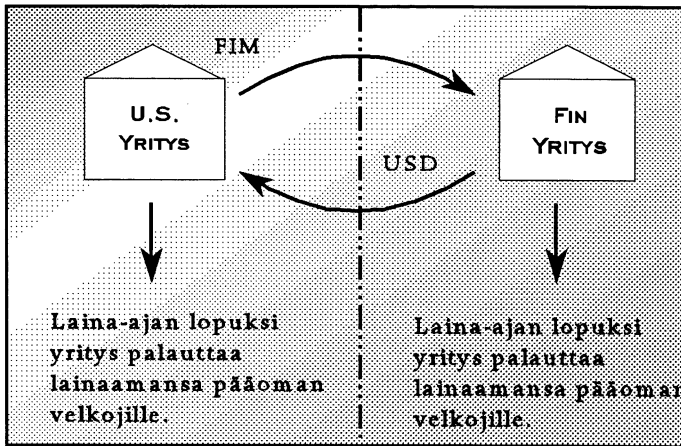 FIM
U.S.
YRITYS
FIN
YRITYS
USD
Laina-ajan lopuksi
yritys palauttaa
lainaamansa pääoman
velkojille.
Laina-ajan lopuksi
yritys palauttaa
lainaamansa pääoman
velkojille.